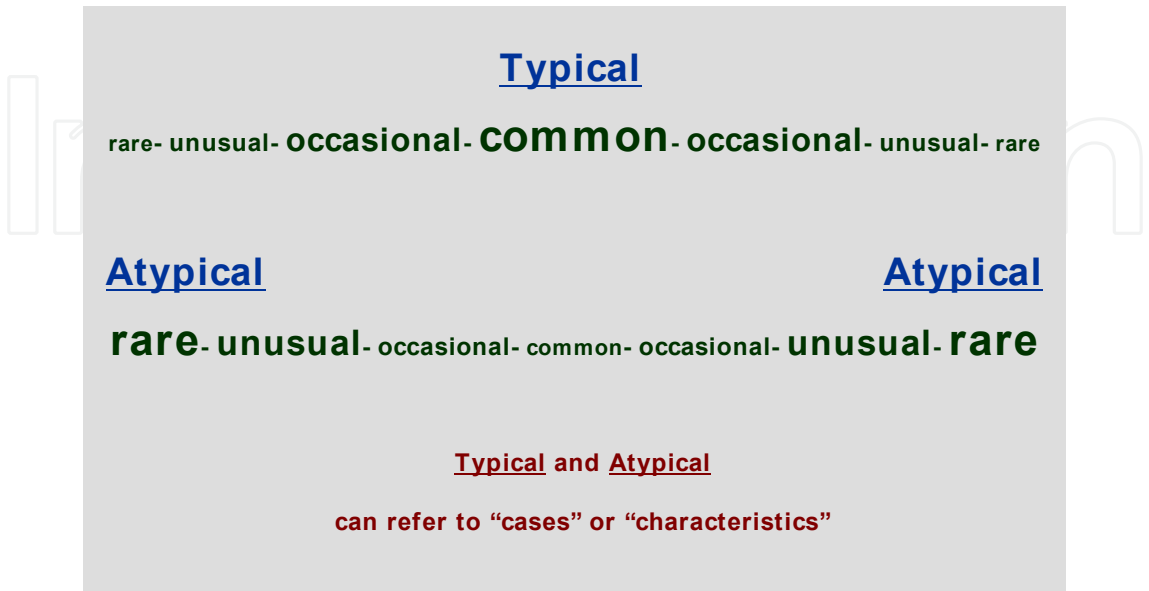 Typical
rare- unusual- occasional- common- occasional- unusual- rare
Atypical Atypical
rare- unusual- occasional- common- occasional- unusual- rare
Typical and Atypical
can refer to “cases” or “characteristics”